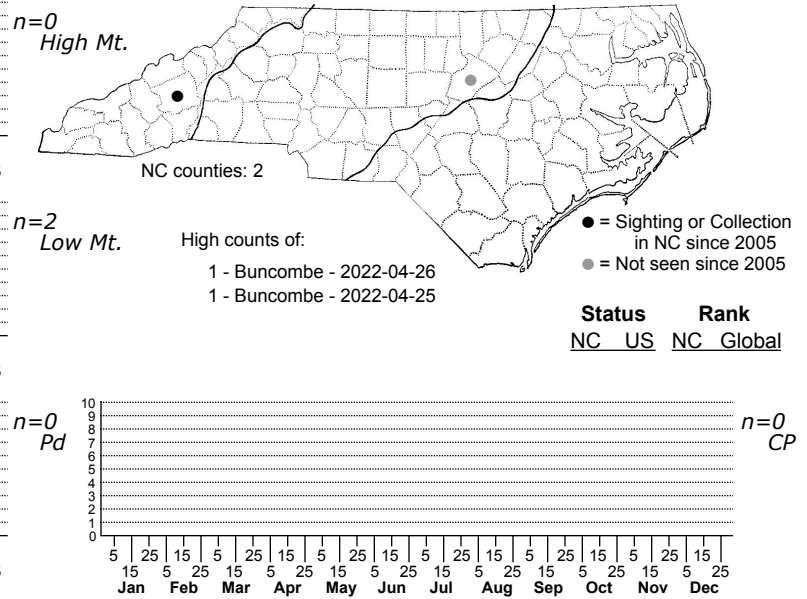 n=0
High Mt.
NC counties: 2
n=2
Low Mt.
High counts of:
1 - Buncombe - 2022-04-26
1 - Buncombe - 2022-04-25
= Sighting or Collection
in NC since 2005
= Not seen since 2005
Status Rank
NC US NC Global
n=0
Pd
10
9
8
7
6
5
4
3
2
1
0
n=0
CP
5 25 15 5 25 15 5 25 15 5 25 15 5 25 15 5 25 15
15 5 25 15 5 25 15 5 25 15 5 25 15 5 25 15 5 25
Jan Feb Mar Apr May Jun Jul Aug Sep Oct Nov Dec